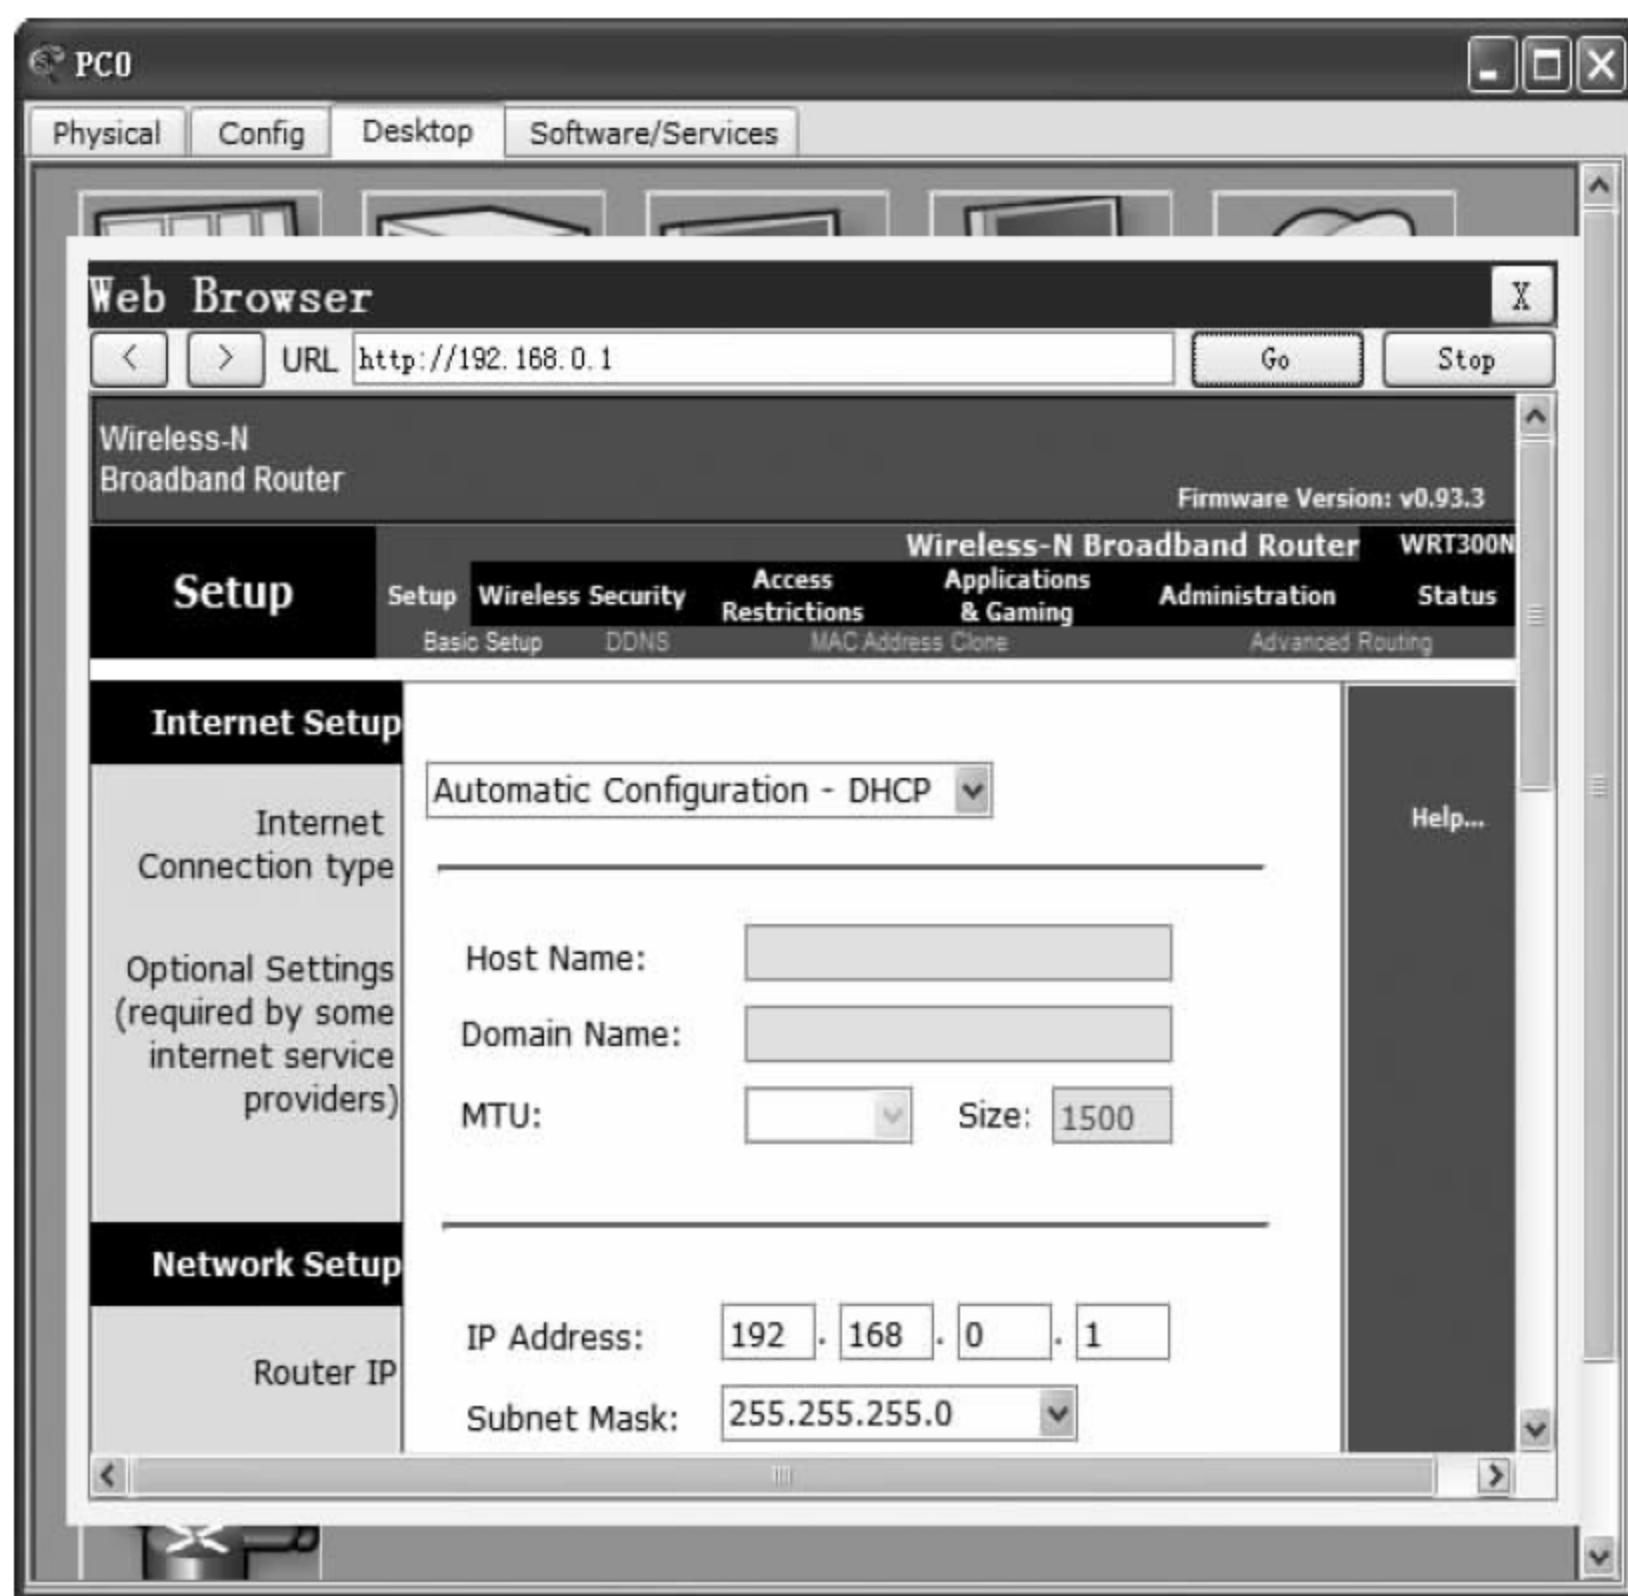 PC0
Physical Config Desktop Software/Services
Web Browser X
< > URL http://192.168.0.1 Go Stop
Wireless-N
Broadband Router
Firmware Version: v0.93.3
Wireless-N Broadband Router WRT300N
Setup
Setup Wireless Security Access Restrictions Applications & Gaming Administration Status
Basic Setup DDNS MAC Address Clone Advanced Routing
Internet Setup
Automatic Configuration - DHCP
Internet
Connection type
Help...
Optional Settings
(required by some
internet service
providers)
Host Name:
Domain Name:
MTU: Size: 1500
Network Setup
Router IP
IP Address: 192 . 168 . 0 . 1
Subnet Mask: 255.255.255.0